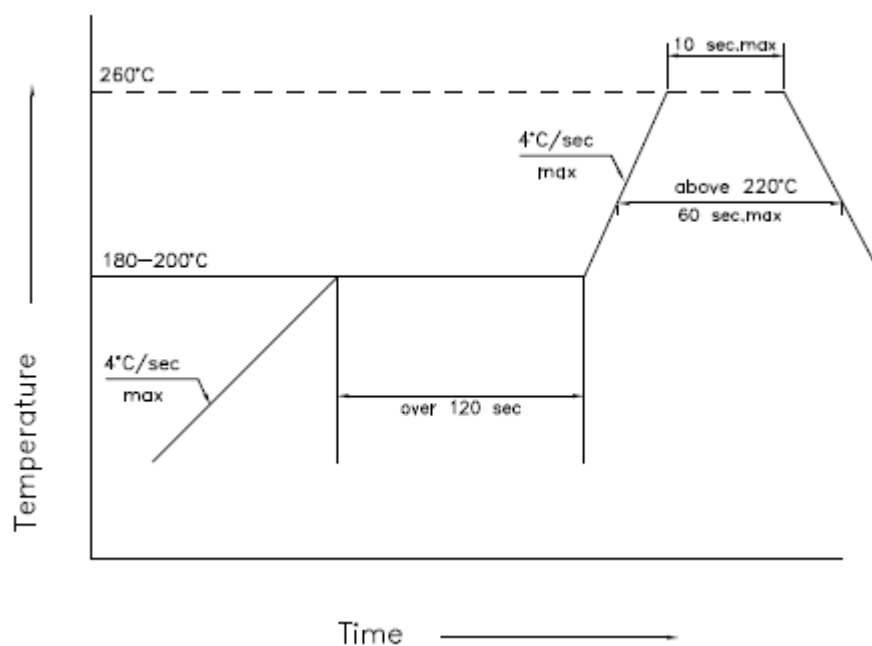 10 sec.max
260°C
4°C/sec
max
above 220°C
60 sec.max
180-200°C
4°C/sec
max
over 120 sec
Temperature
Time